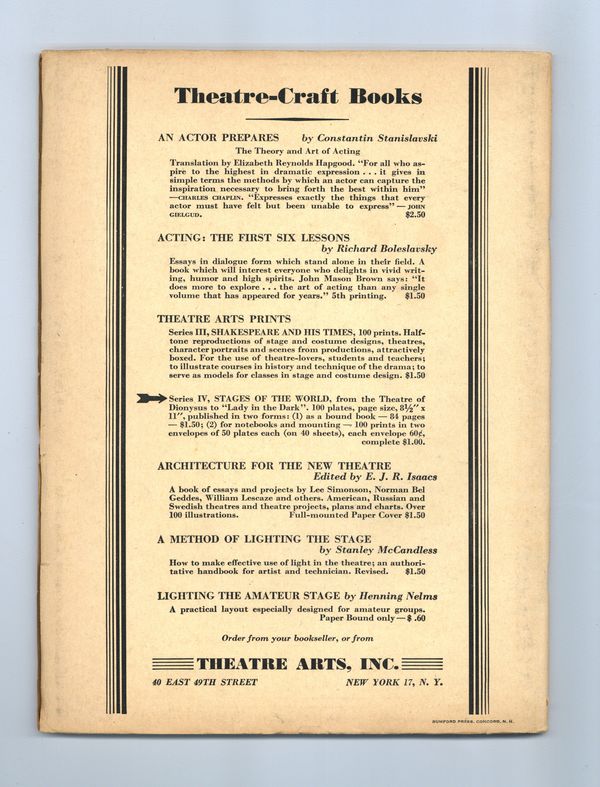 Theatre-Craft Books
AN ACTOR PREPARES by Constantin Stanislavski
The Theory and Art of Acting
Translation by Elizabeth Reynolds Hapgood. "For all who as-
pire to the highest in dramatic expression . . . it gives in
simple terms the methods by which an actor can capture the
inspiration necessary to bring forth the best within him"
—CHARLES CHAPLIN. "Expresses exactly the things that every
actor must have felt but been unable to express" — JOHN
GIELGUD. $2.50
ACTING: THE FIRST SIX LESSONS
by Richard Boleslavsky
Essays in dialogue form which stand alone in their field. A
book which will interest everyone who delights in vivid writ-
ing, humor and high spirits. John Mason Brown says: "It
does more to explore . . . the art of acting than any single
volume that has appeared for years." 5th printing. $1.50
THEATRE ARTS PRINTS
Series III, SHAKESPEARE AND HIS TIMES, 100 prints. Half-
tone reproductions of stage and costume designs, theatres,
character portraits and scenes from productions, attractively
boxed. For the use of theatre-lovers, students and teachers;
to illustrate courses in history and technique of the drama; to
serve as models for classes in stage and costume design. $1.50
Series IV, STAGES OF THE WORLD, from the Theatre of
Dionysus to "Lady in the Dark". 100 plates, page size, 8½" x
11", published in two forms: (1) as a bound book — 84 pages
— $1.50; (2) for notebooks and mounting — 100 prints in two
envelopes of 50 plates each (on 40 sheets), each envelope 60¢,
complete $1.00.
ARCHITECTURE FOR THE NEW THEATRE
Edited by E. J. R. Isaacs
A book of essays and projects by Lee Simonson, Norman Bel
Geddes, William Lescaze and others. American, Russian and
Swedish theatres and theatre projects, plans and charts. Over
100 illustrations. Full-mounted Paper Cover $1.50
A METHOD OF LIGHTING THE STAGE
by Stanley McCandless
How to make effective use of light in the theatre; an authori-
tative handbook for artist and technician. Revised. $1.50
LIGHTING THE AMATEUR STAGE by Henning Nelms
A practical layout especially designed for amateur groups.
Paper Bound only — $ .60
Order from your bookseller, or from
THEATRE ARTS, INC.
40 EAST 49TH STREET NEW YORK 17, N. Y.
RUMFORD PRESS, CONCORD, N. H.